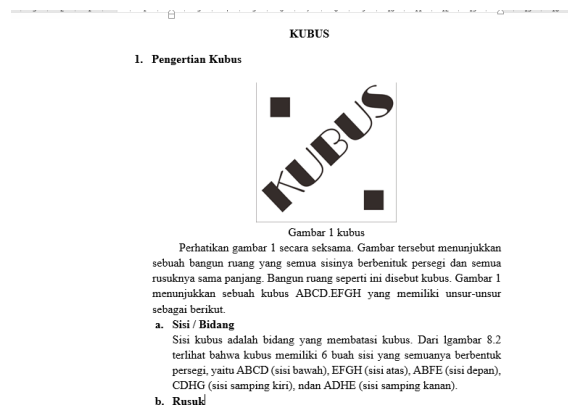 KUBUS
1. Pengertian Kubus
KUBUS
Gambar 1 kubus
Perhatikan gambar 1 secara seksama. Gambar tersebut menunjukkan
sebuah bangun ruang yang semua sisinya berbenituk persegi dan semua
rusuknya sama panjang. Bangun ruang seperti ini disebut kubus. Gambar 1
menunjukkan sebuah kubus ABCD.EFGH yang memiliki unsur-unsur
sebagai berikut.
a. Sisi / Bidang
Sisi kubus adalah bidang yang membatasi kubus. Dari lgambar 8.2
terlihat bahwa kubus memiliki 6 buah sisi yang semuanya berbentuk
persegi, yaitu ABCD (sisi bawah), EFGH (sisi atas), ABFE (sisi depan),
CDHG (sisi samping kiri), ndan ADHE (sisi samping kanan).
b. Rusuk